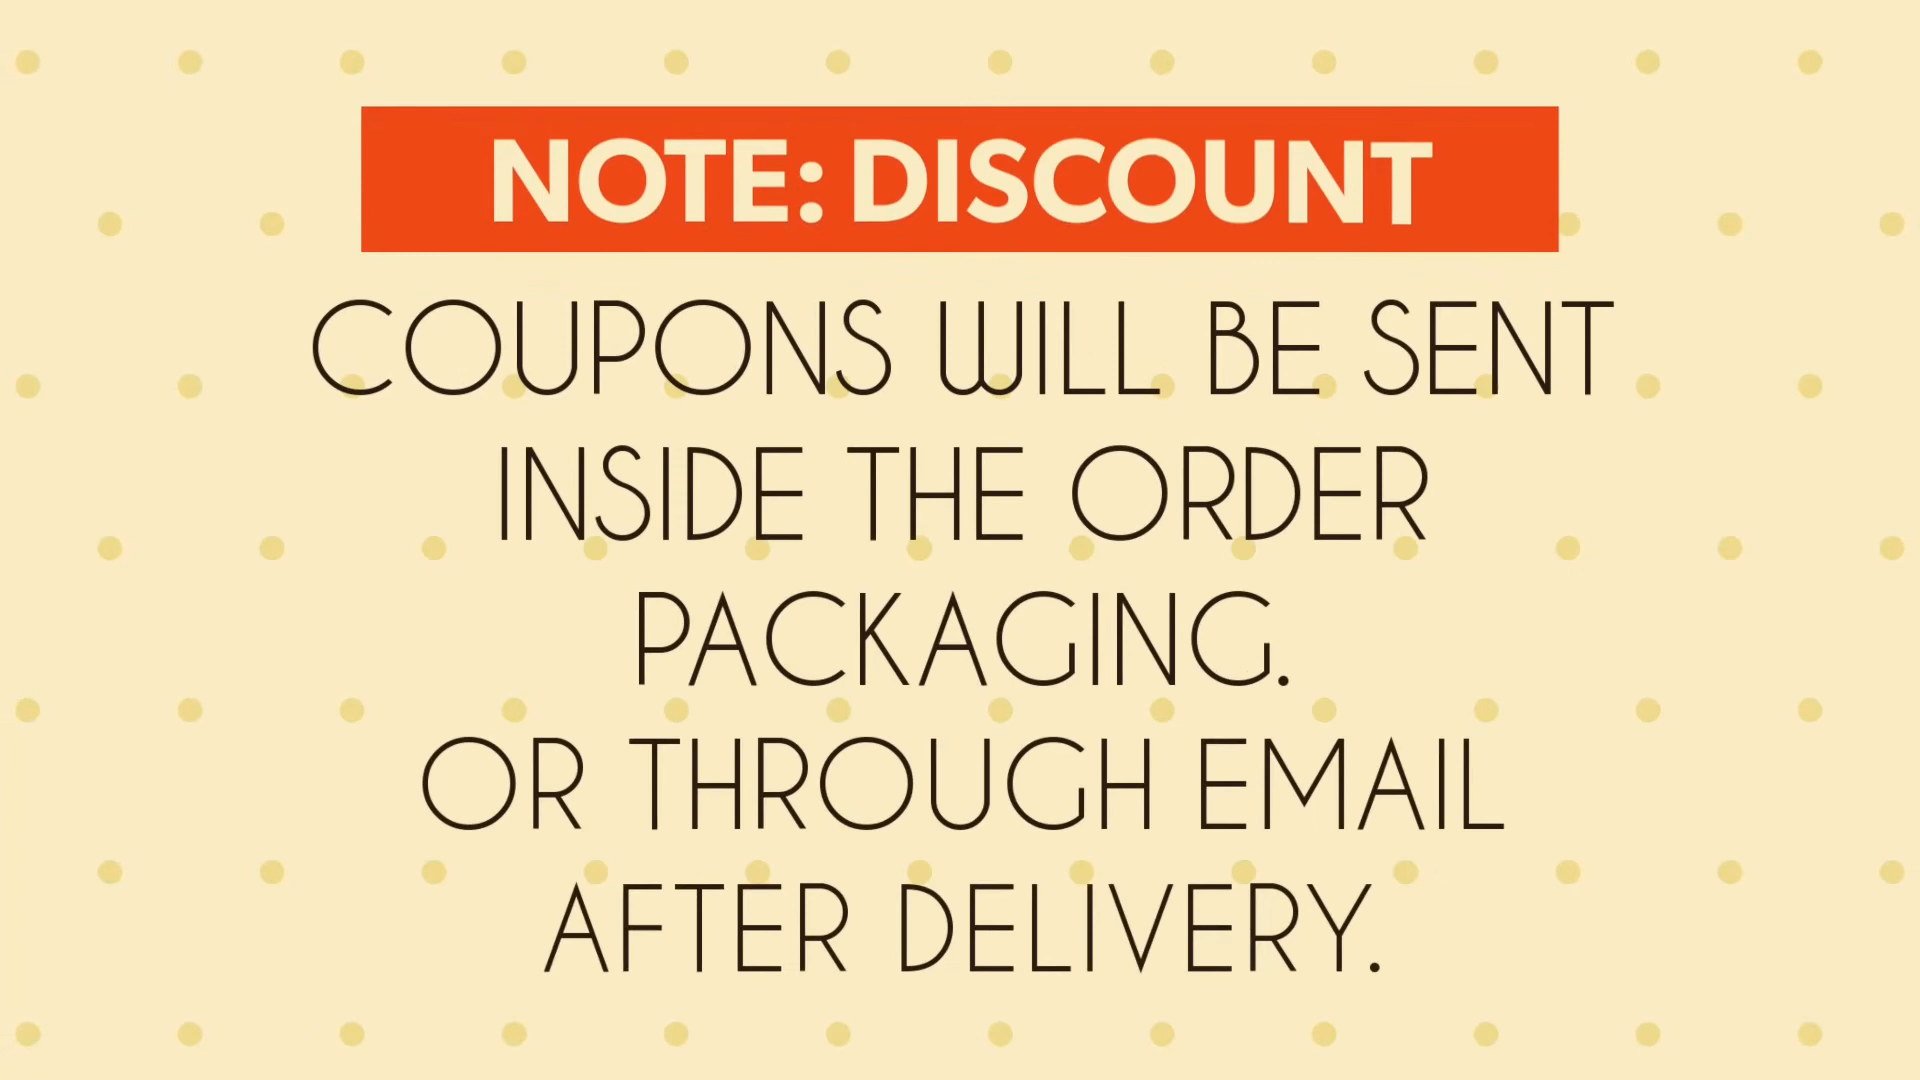 NOTE: DISCOUNT
COUPONS WILL BE SENT
INSIDE THE ORDER
PACKAGING.
OR THROUGH EMAIL
AFTER DELIVERY.